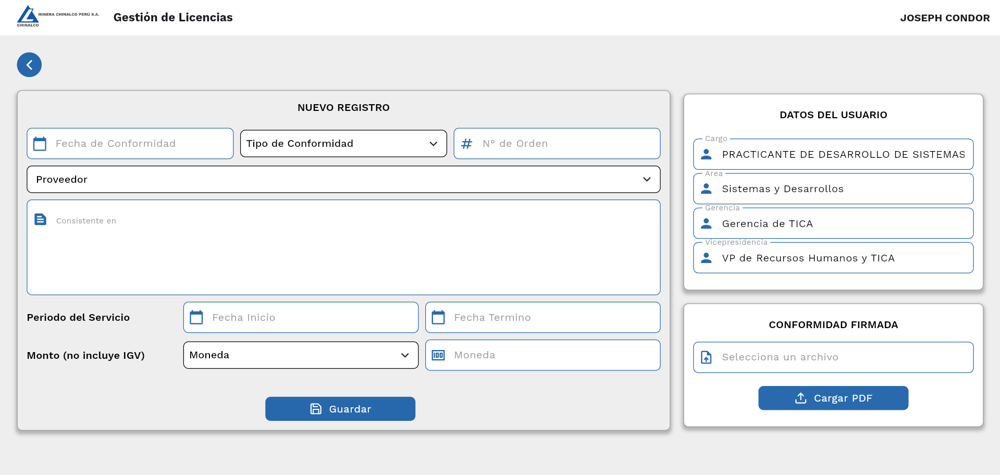 MINERA CHINALCO PERÚ S.A.
CHINALCO
Gestión de Licencias
JOSEPH CONDOR
NUEVO REGISTRO
Fecha de Conformidad
Tipo de Conformidad
N° de Orden
Proveedor
Consistente en
Periodo del Servicio
Fecha Inicio
Fecha Termino
Monto (no incluye IGV)
Moneda
Moneda
Guardar
DATOS DEL USUARIO
Cargo
PRACTICANTE DE DESARROLLO DE SISTEMAS
Area
Sistemas y Desarrollos
Gerencia
Gerencia de TICA
Vicepresidencia
VP de Recursos Humanos y TICA
CONFORMIDAD FIRMADA
Selecciona un archivo
Cargar PDF